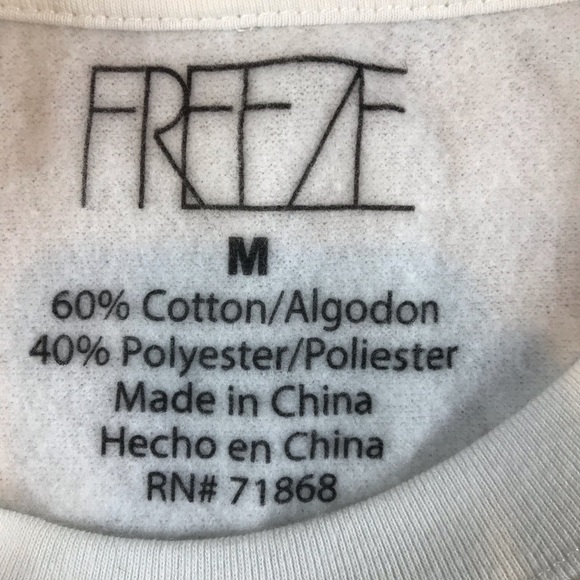 FREEZE
M
60% Cotton/Algodon
40% Polyester/Poliester
Made in China
Hecho en China
RN# 71868